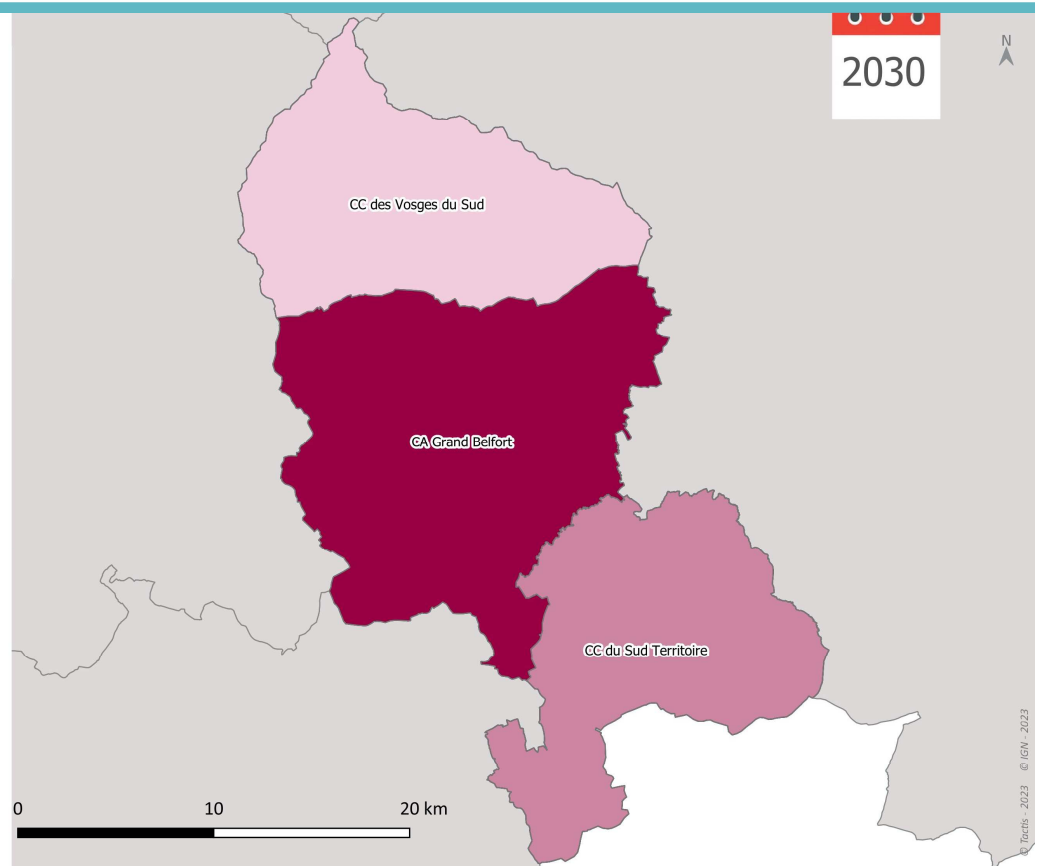 2030
N
CC des Vosges du Sud
CA Grand Belfort
CC du Sud Territoire
0 10 20 km
© Tactis - 2023 © IGN - 2023